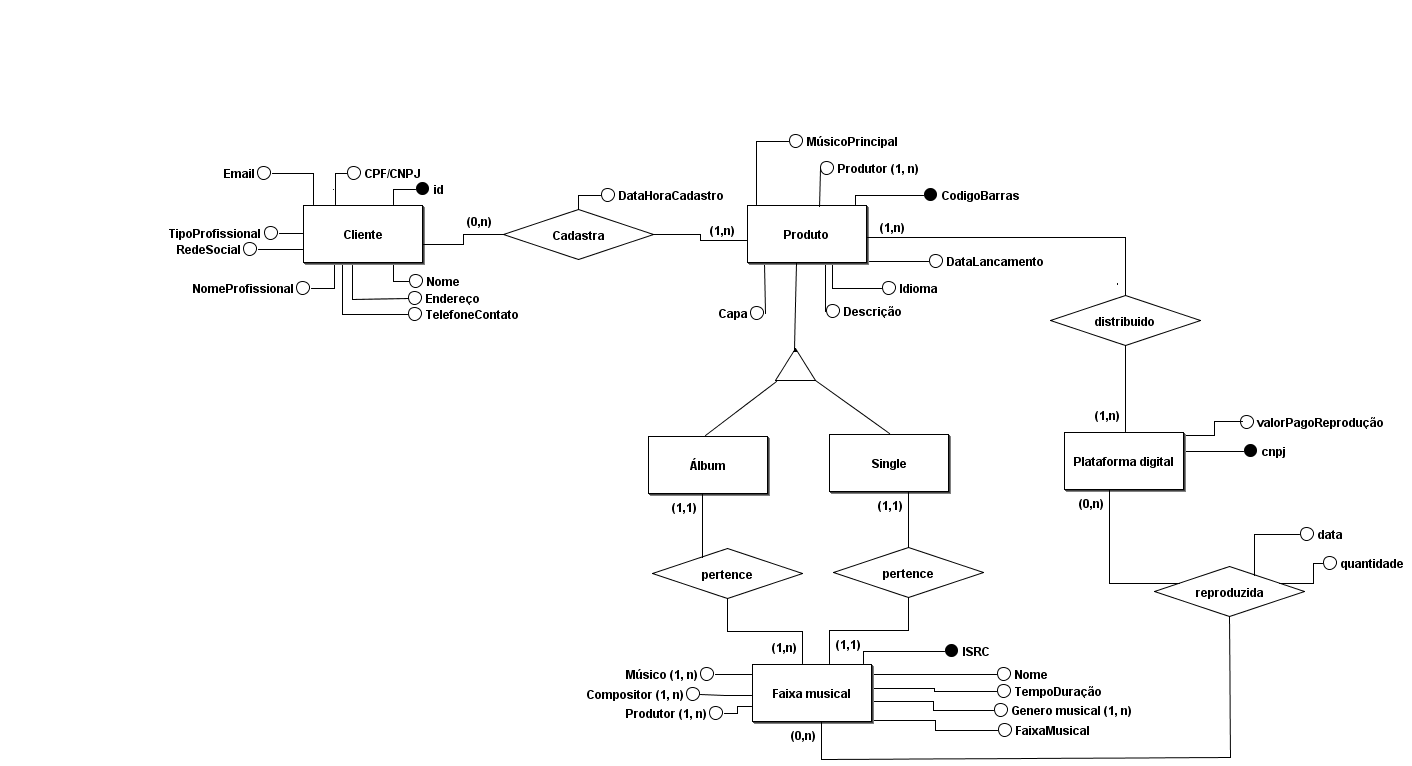 MúsicoPrincipal
Produtor (1, n)
Email
CPF/CNPJ
id
DataHoraCadastro
CodigoBarras
TipoProfissional
RedeSocial
Cliente
(0,n)
Cadastra
(1,n)
Produto
(1,n)
DataLancamento
NomeProfissional
Nome
Endereço
TelefoneContato
Idioma
Capa
Descrição
distribuido
(1,n)
valorPagoReprodução
Plataforma digital
cnpj
Álbum
Single
(1,1)
(1,1)
(0,n)
data
quantidade
pertence
pertence
reproduzida
(1,n)
(1,1)
ISRC
Músico (1, n)
Compositor (1, n)
Produtor (1, n)
Faixa musical
Nome
TempoDuração
Genero musical (1, n)
FaixaMusical
(0,n)